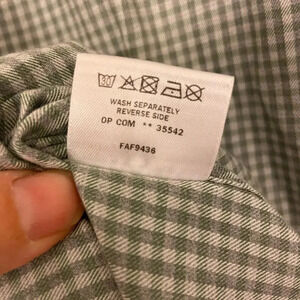 WASH SEPARATELY
REVERSE SIDE
OP COM ** 35542
FAF9436